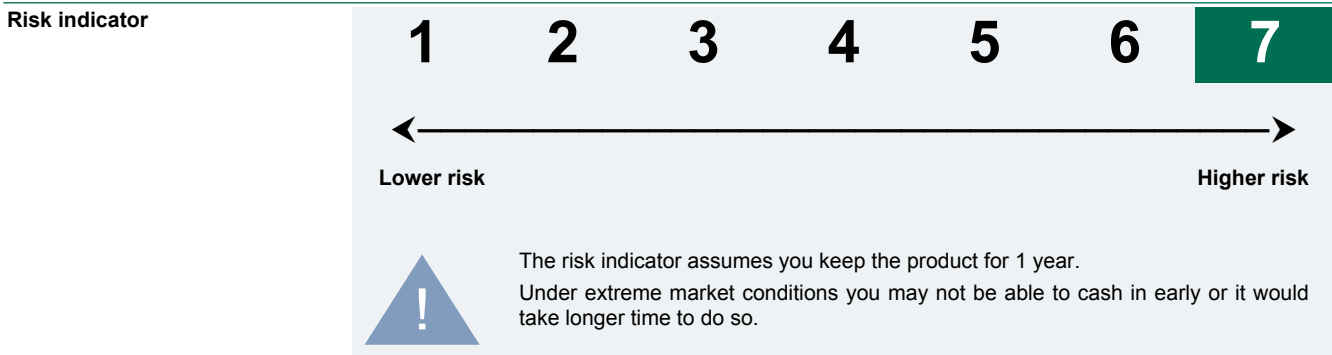 Risk indicator
1 2 3 4 5 6 7
Lower risk Higher risk
!
The risk indicator assumes you keep the product for 1 year.
Under extreme market conditions you may not be able to cash in early or it would
take longer time to do so.